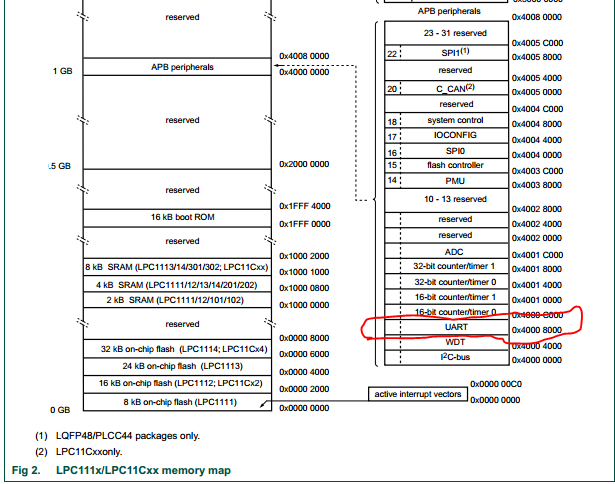 APB peripherals
0x4008 0000
reserved
23 - 31 reserved
0x4005 C000
22 SPI1(1)
0x4005 8000
0x4008 0000
reserved
1 GB
APB peripherals
0x4005 4000
0x4000 0000
20 C_CAN(2)
0x4005 0000
reserved
0x4004 C000
reserved
18 system control
0x4004 8000
17 IOCONFIG
0x4004 4000
16 SPI0
0x4004 0000
.5 GB
0x2000 0000
15 flash controller
0x4003 C000
14 PMU
0x4003 8000
reserved
10 - 13 reserved
0x1FFF 4000
0x4002 8000
16 kB boot ROM
reserved
0x1FFF 0000
0x4002 4000
reserved
reserved
0x4002 0000
0x1000 2000
ADC
0x4001 C000
8 kB SRAM (LPC1113/14/301/302; LPC11Cxx)
0x1000 1000
32-bit counter/timer 1
0x4001 8000
4 kB SRAM (LPC1111/12/13/14/201/202)
0x1000 0800
32-bit counter/timer 0
0x4001 4000
2 kB SRAM (LPC1111/12/101/102)
0x1000 0000
16-bit counter/timer 1
0x4001 0000
16-bit counter/timer 0
reserved
UART
0x4000 8000
0x0000 8000
WDT
0x4000 4000
32 kB on-chip flash (LPC1114; LPC11Cx4)
0x0000 6000
I2C-bus
0x4000 0000
24 kB on-chip flash (LPC1113)
0x0000 4000
16 kB on-chip flash (LPC1112; LPC11Cx2)
0x0000 2000
0x0000 00C0
8 kB on-chip flash (LPC1111)
active interrupt vectors
0 GB
0x0000 0000
0x0000 0000
(1) LQFP48/PLCC44 packages only.
(2) LPC11Cxxonly.
Fig 2. LPC111x/LPC11Cxx memory map